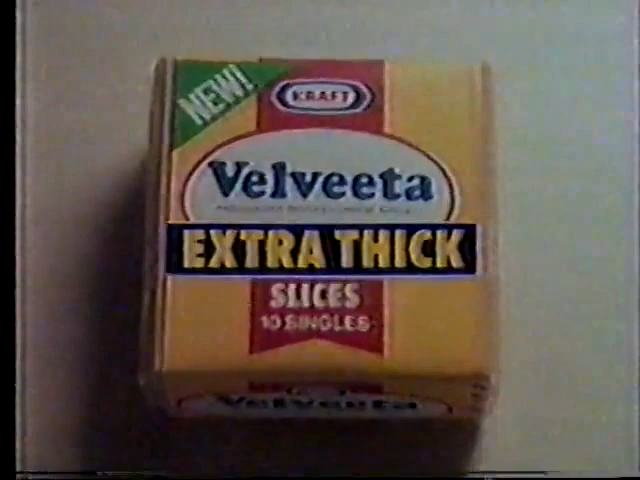 NEW!
KRAFT
Velveeta
EXTRA THICK
SLICES
10 SINGLES
Velveeta